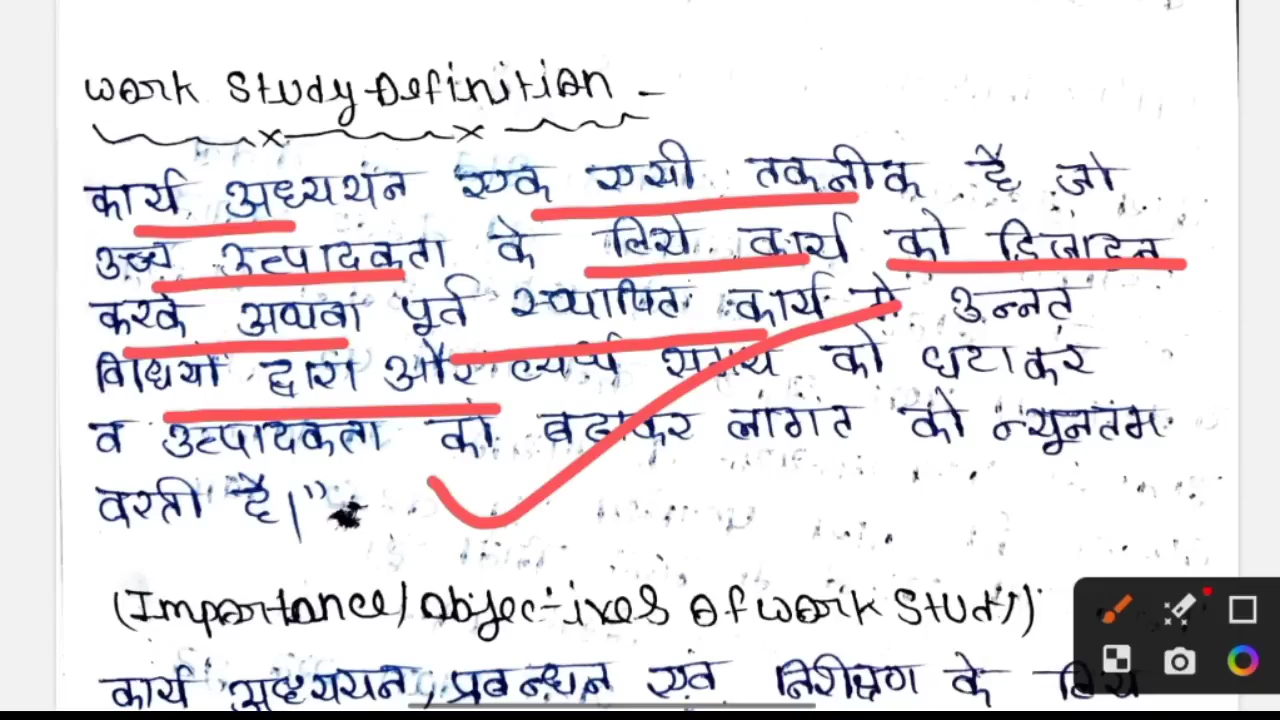 Work Study Definition -
कार्य अध्ययन एक एसी तकनीक है जो
उच्च उत्पादकता के लिये कार्य को डिजाइन
करके अथवा पूर्व स्थापित कार्य मे उन्नत
विधियों द्वारा और व्यर्थ समय को घटाकर
व उत्पादकता को बढाकर लागत को न्यूनतम
करती है।"
(Importance/objectives of work study)
कार्य अध्ययन, प्रबन्धन एवं निरीक्षण के लिये